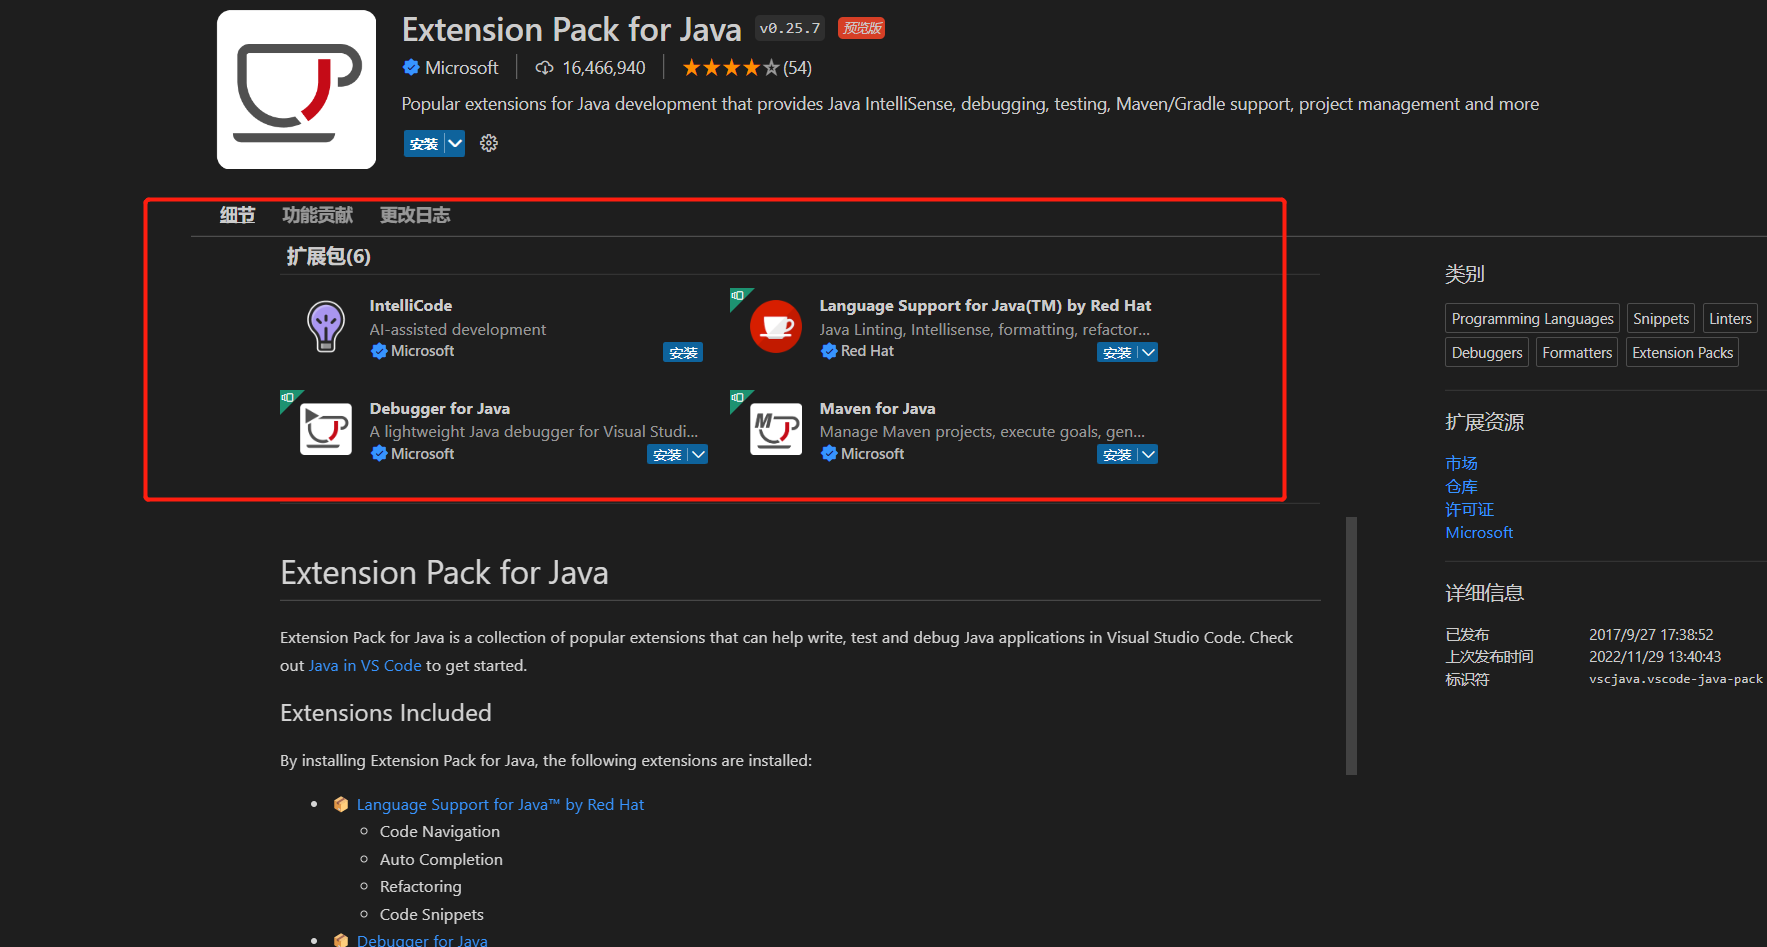 Extension Pack for Java v0.25.7 预览版
Microsoft 16,466,940 (54)
Popular extensions for Java development that provides Java IntelliSense, debugging, testing, Maven/Gradle support, project management and more
安装
细节 功能贡献 更改日志
扩展包(6)
IntelliCode
AI-assisted development
Microsoft
安装
Language Support for Java(TM) by Red Hat
Java Linting, Intellisense, formatting, refactor...
Red Hat
安装
Debugger for Java
A lightweight Java debugger for Visual Studi...
Microsoft
安装
Maven for Java
Manage Maven projects, execute goals, gen...
Microsoft
安装
Extension Pack for Java
Extension Pack for Java is a collection of popular extensions that can help write, test and debug Java applications in Visual Studio Code. Check
out Java in VS Code to get started.
Extensions Included
By installing Extension Pack for Java, the following extensions are installed:
Language Support for Java™ by Red Hat
Code Navigation
Auto Completion
Refactoring
Code Snippets
Debugger for Java
类别
Programming Languages Snippets Linters
Debuggers Formatters Extension Packs
扩展资源
市场
仓库
许可证
Microsoft
详细信息
已发布 2017/9/27 17:38:52
上次发布时间 2022/11/29 13:40:43
标识符 vscjava.vscode-java-pack